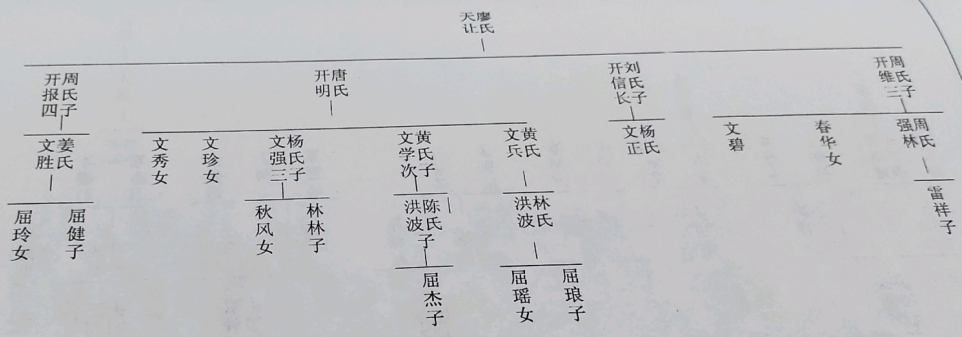 廖氏
天让
周氏子
开报四
唐氏
开明
刘氏子
开信长
周氏子
开维三
姜氏
文胜
文秀女
文珍女
杨氏子
文强三
黄氏子
文学次
黄氏
文兵
杨氏
文正
文碧
春华女
周氏
强林
屈玲女
屈健子
秋风女
林林子
陈氏子
洪波
林氏
洪波
雷祥子
屈杰子
屈瑶女
屈琅子